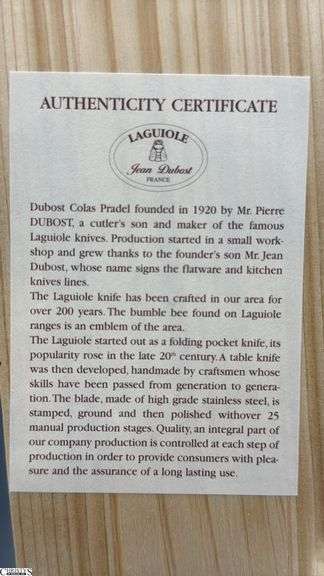 AUTHENTICITY CERTIFICATE
LAGUIOLE
Jean Dubost
FRANCE
Dubost Colas Pradel founded in 1920 by Mr. Pierre
DUBOST, a cutler's son and maker of the famous
Laguiole knives. Production started in a small work-
shop and grew thanks to the founder's son Mr. Jean
Dubost, whose name signs the flatware and kitchen
knives lines.
The Laguiole knife has been crafted in our area for
over 200 years. The bumble bee found on Laguiole
ranges is an emblem of the area.
The Laguiole started out as a folding pocket knife, its
popularity rose in the late 20th century. A table knife
was then developed, handmade by craftsmen whose
skills have been passed from generation to genera-
tion. The blade, made of high grade stainless steel, is
stamped, ground and then polished withover 25
manual production stages. Quality, an integral part of
our company production is controlled at each step of
production in order to provide consumers with plea-
sure and the assurance of a long lasting use.
CHRISTY'S